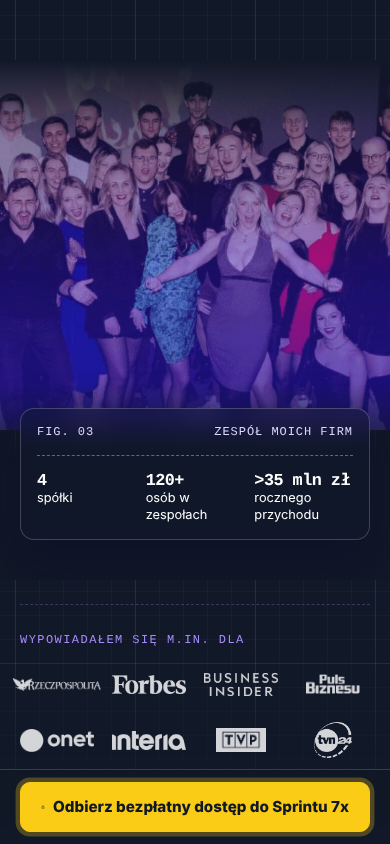 FIG. 03
ZESPÓŁ MOICH FIRM
4
spółki
120+
osób w
zespołach
>35 mln zł
rocznego
przychodu
WYPOWIADAŁEM SIĘ M.IN. DLA
RZECZPOSPOLITA
Forbes
BUSINESS
INSIDER
Puls
Biznesu
onet
interia
TVP
tvn24
Odbierz bezpłatny dostęp do Sprintu 7x